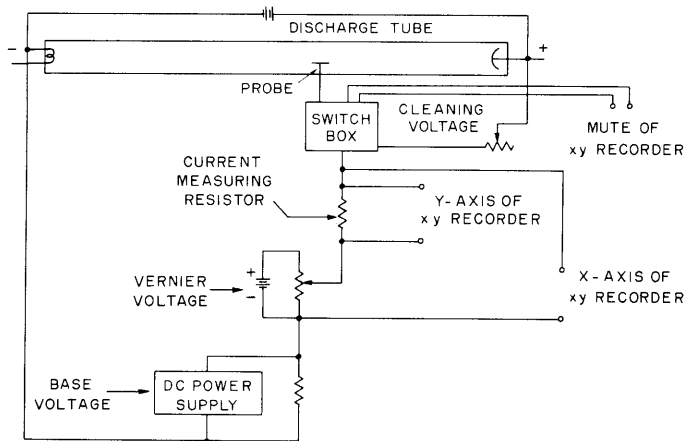 DISCHARGE TUBE
-
+
PROBE
SWITCH
BOX
CLEANING
VOLTAGE
MUTE OF
xy RECORDER
CURRENT
MEASURING
RESISTOR
Y-AXIS OF
xy RECORDER
+
-
VERNIER
VOLTAGE
X-AXIS OF
xy RECORDER
BASE
VOLTAGE
DC POWER
SUPPLY